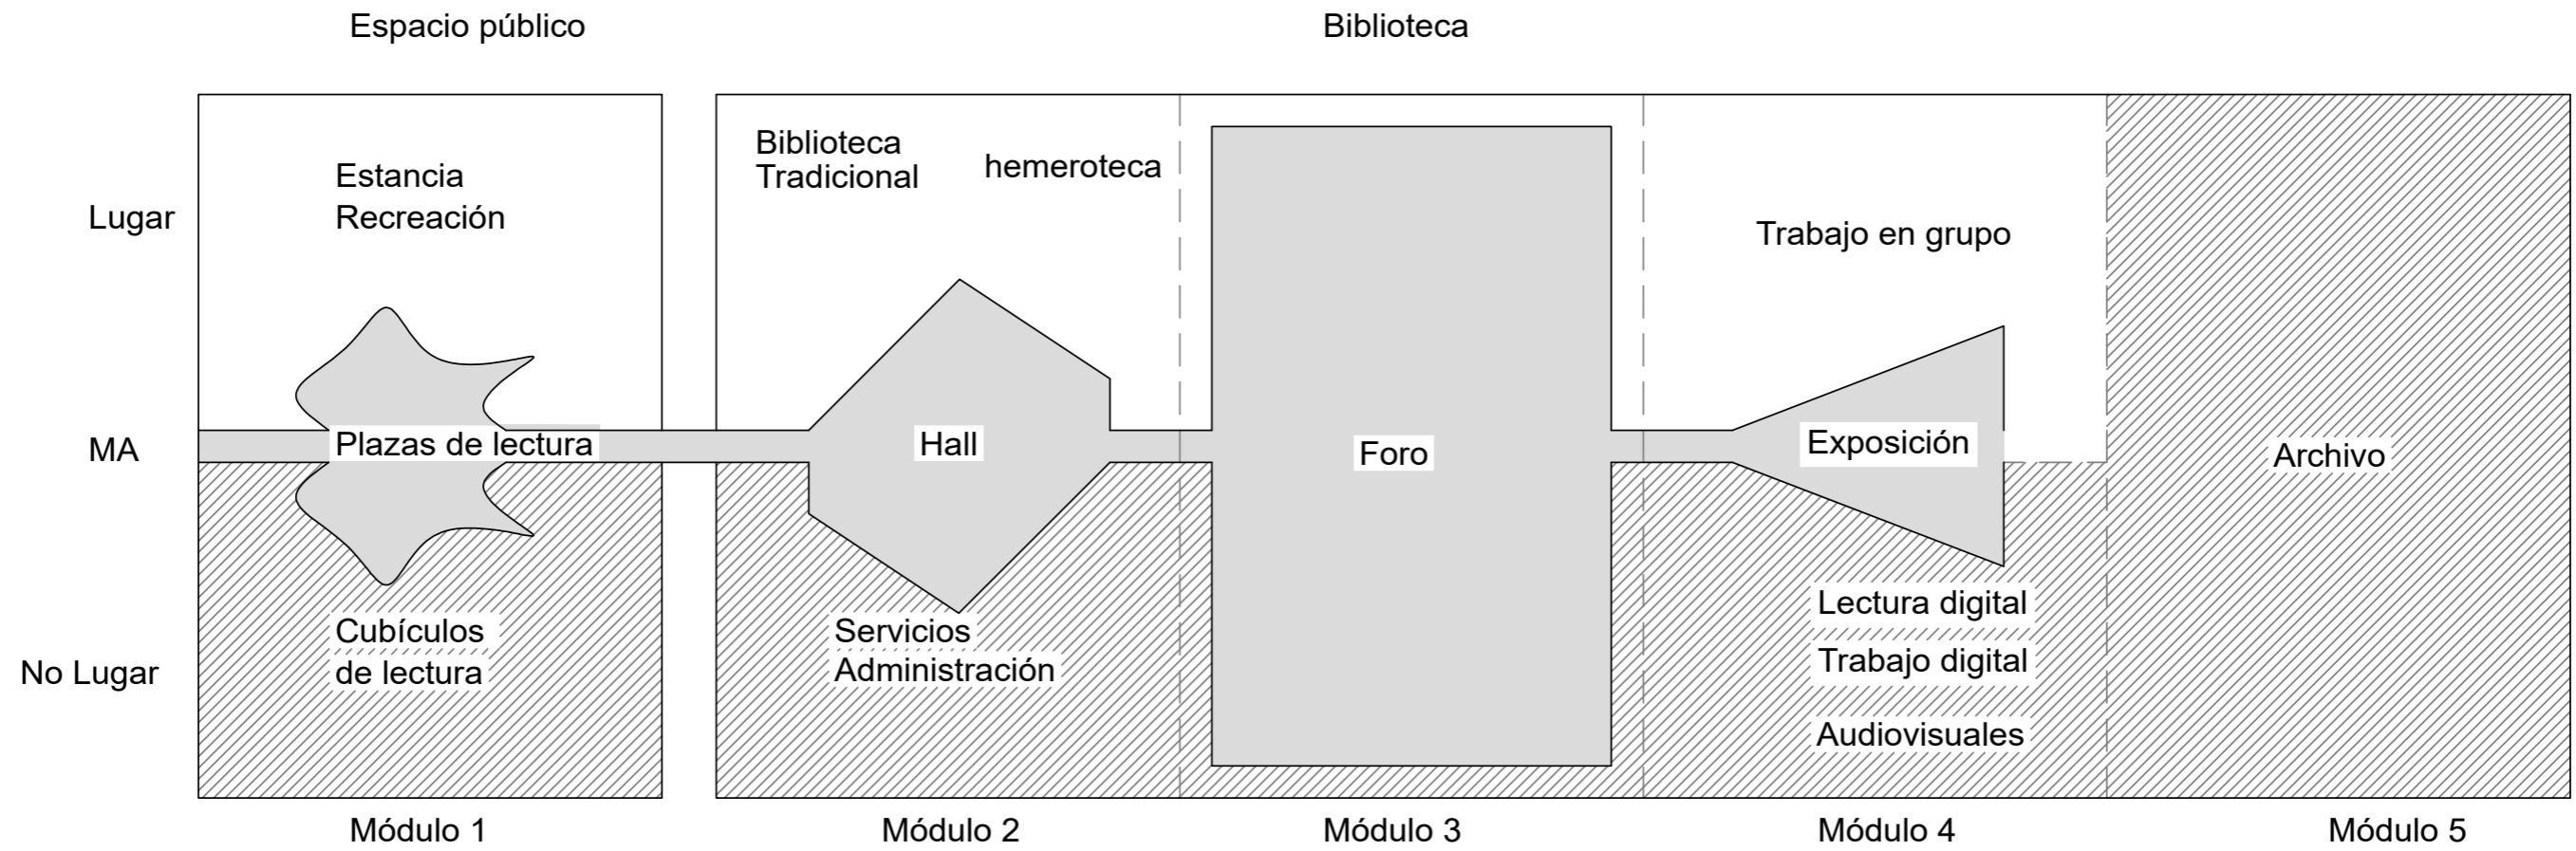 Espacio público
Biblioteca
Estancia
Recreación
Biblioteca
Tradicional
hemeroteca
Trabajo en grupo
Lugar
MA
Plazas de lectura
Hall
Foro
Exposición
Archivo
No Lugar
Cubículos
de lectura
Servicios
Administración
Lectura digital
Trabajo digital
Audiovisuales
Módulo 1
Módulo 2
Módulo 3
Módulo 4
Módulo 5